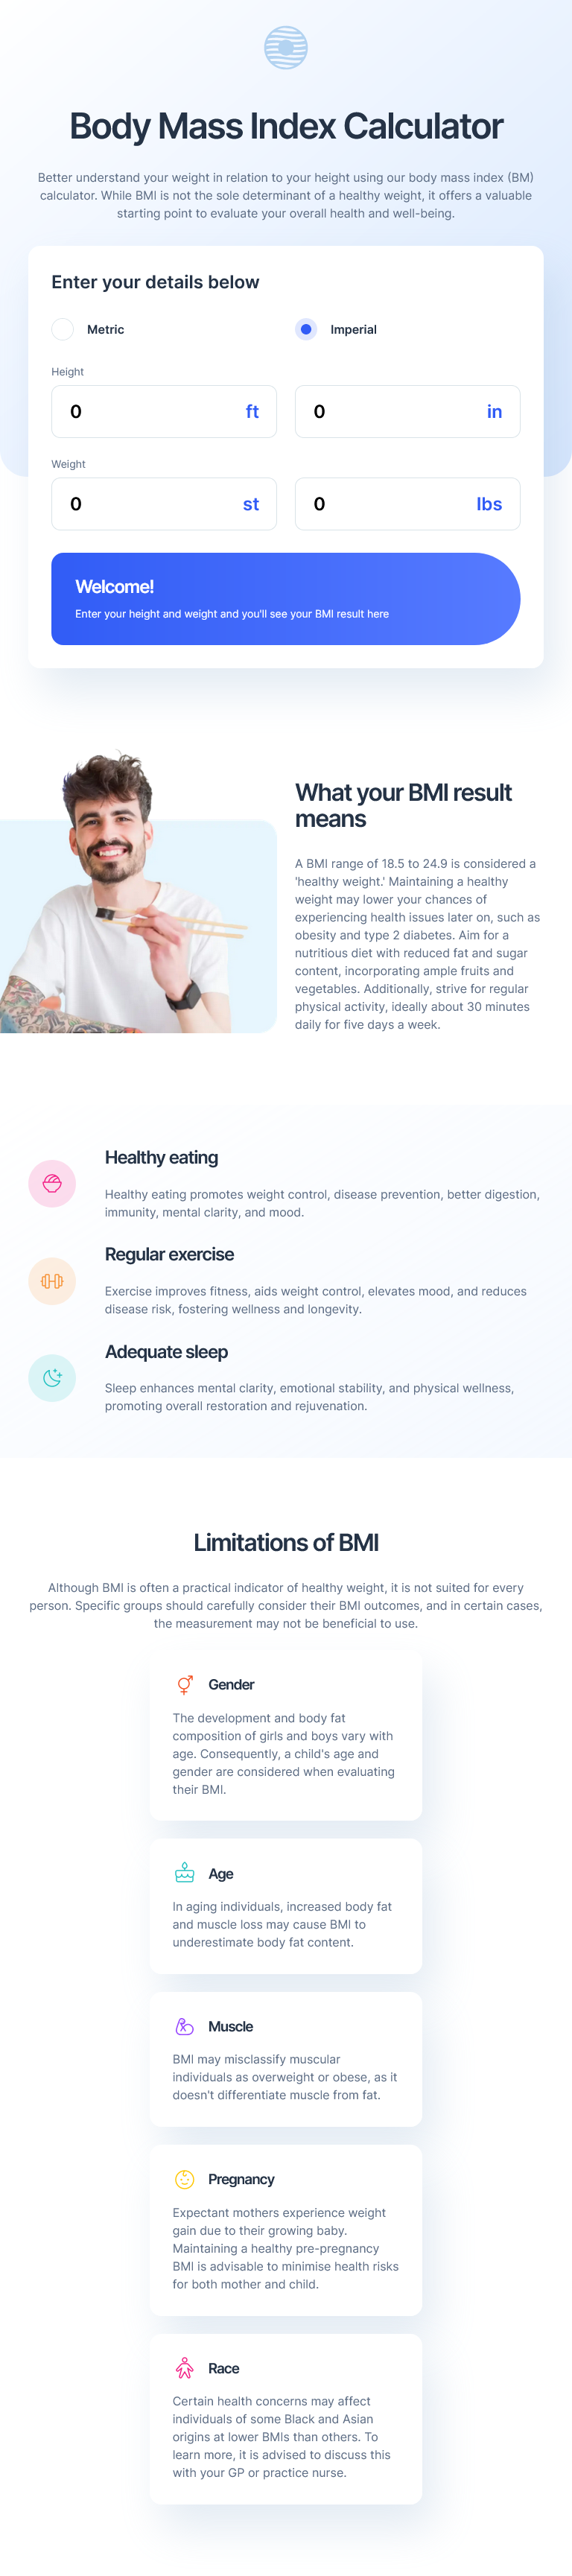 Body Mass Index Calculator
Better understand your weight in relation to your height using our body mass index (BM)
calculator. While BMI is not the sole determinant of a healthy weight, it offers a valuable
starting point to evaluate your overall health and well-being.
Enter your details below
Metric
Imperial
Height
0 ft
0 in
Weight
0 st
0 lbs
Welcome!
Enter your height and weight and you'll see your BMI result here
What your BMI result
means
A BMI range of 18.5 to 24.9 is considered a
'healthy weight.' Maintaining a healthy
weight may lower your chances of
experiencing health issues later on, such as
obesity and type 2 diabetes. Aim for a
nutritious diet with reduced fat and sugar
content, incorporating ample fruits and
vegetables. Additionally, strive for regular
physical activity, ideally about 30 minutes
daily for five days a week.
Healthy eating
Healthy eating promotes weight control, disease prevention, better digestion,
immunity, mental clarity, and mood.
Regular exercise
Exercise improves fitness, aids weight control, elevates mood, and reduces
disease risk, fostering wellness and longevity.
Adequate sleep
Sleep enhances mental clarity, emotional stability, and physical wellness,
promoting overall restoration and rejuvenation.
Limitations of BMI
Although BMI is often a practical indicator of healthy weight, it is not suited for every
person. Specific groups should carefully consider their BMI outcomes, and in certain cases,
the measurement may not be beneficial to use.
Gender
The development and body fat
composition of girls and boys vary with
age. Consequently, a child's age and
gender are considered when evaluating
their BMI.
Age
In aging individuals, increased body fat
and muscle loss may cause BMI to
underestimate body fat content.
Muscle
BMI may misclassify muscular
individuals as overweight or obese, as it
doesn't differentiate muscle from fat.
Pregnancy
Expectant mothers experience weight
gain due to their growing baby.
Maintaining a healthy pre-pregnancy
BMI is advisable to minimise health risks
for both mother and child.
Race
Certain health concerns may affect
individuals of some Black and Asian
origins at lower BMIs than others. To
learn more, it is advised to discuss this
with your GP or practice nurse.